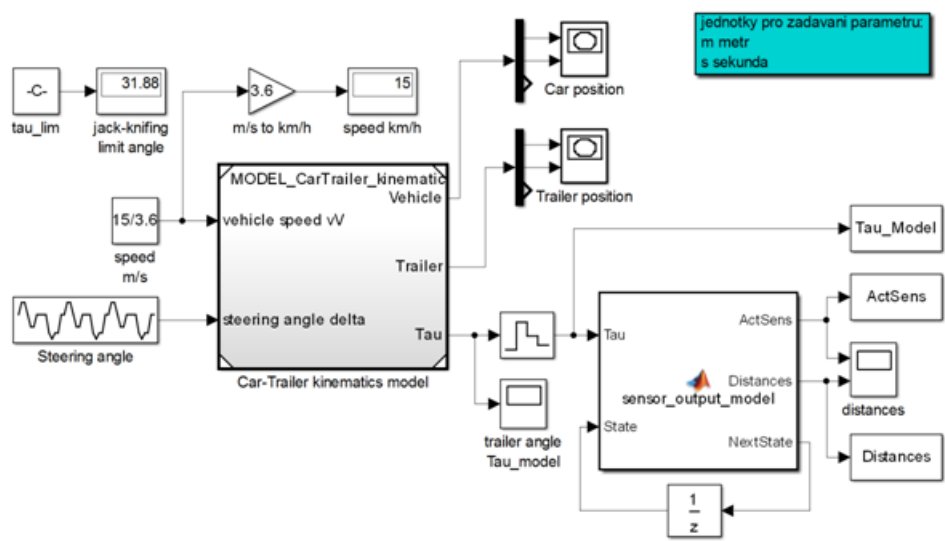 jednotky pro zadavani parametru:
m metr
s sekunda
-C-
tau_lim
31.88
jack-knifing
limit angle
3.6
m/s to km/h
15
speed km/h
Car position
Trailer position
15/3.6
speed
m/s
Steering angle
MODEL_CarTrailer_kinematic
Vehicle
vehicle speed vV
Trailer
steering angle delta
Tau
Car-Trailer kinematics model
trailer angle
Tau_model
Tau
ActSens
Distances
sensor_output_model
State
NextState
1
z
Tau_Model
ActSens
distances
Distances